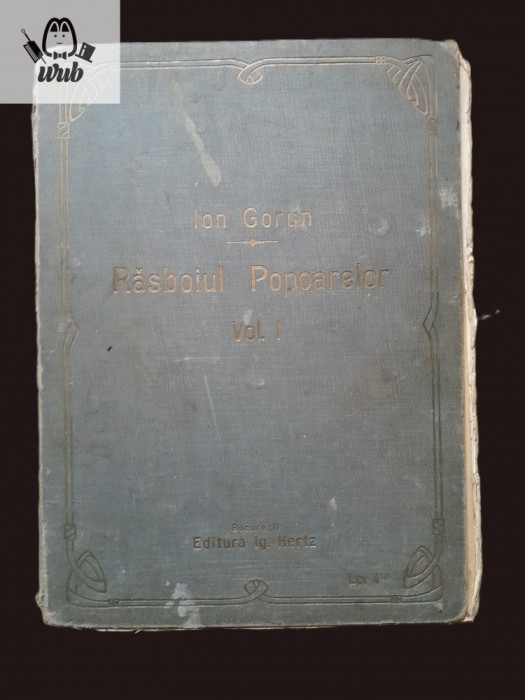 wub
Ion Gorun
Răsboiul Popoarelor
Vol. I
Bucureşti
Editura Ig. Hertz
Lei 4